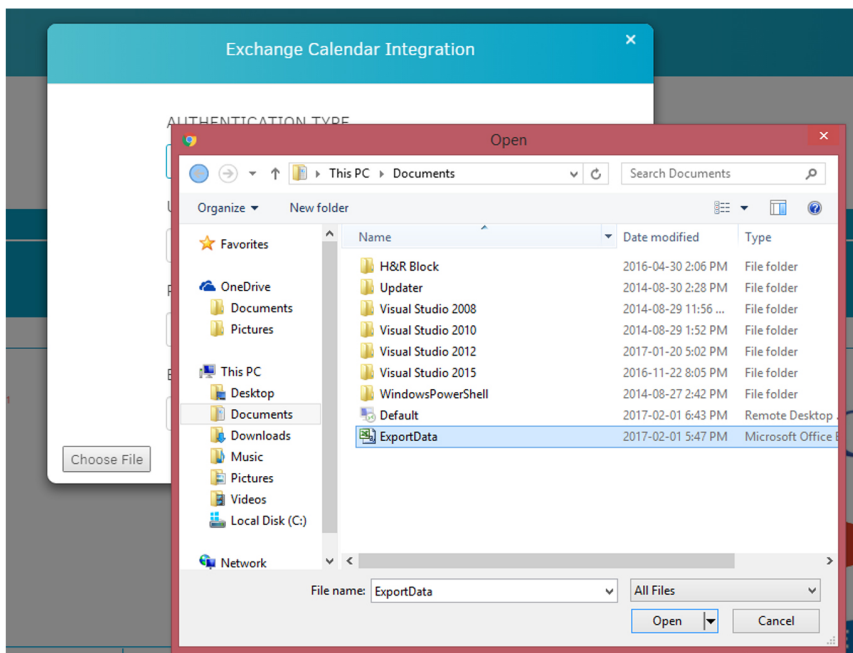 Exchange Calendar Integration
AUTHENTICATION TYPE
Choose File
Open
This PC Documents
Search Documents
Organize New folder
Name Date modified Type
Favorites
OneDrive
Documents
Pictures
This PC
Desktop
Documents
Downloads
Music
Pictures
Videos
Local Disk (C:)
Network
H&R Block 2016-04-30 2:06 PM File folder
Updater 2014-08-30 2:28 PM File folder
Visual Studio 2008 2014-08-29 11:56 ... File folder
Visual Studio 2010 2014-08-29 1:52 PM File folder
Visual Studio 2012 2017-01-20 5:02 PM File folder
Visual Studio 2015 2016-11-22 8:05 PM File folder
WindowsPowerShell 2014-08-27 2:42 PM File folder
Default 2017-02-01 6:43 PM Remote Desktop
ExportData 2017-02-01 5:47 PM Microsoft Office
File name: ExportData All Files
Open Cancel